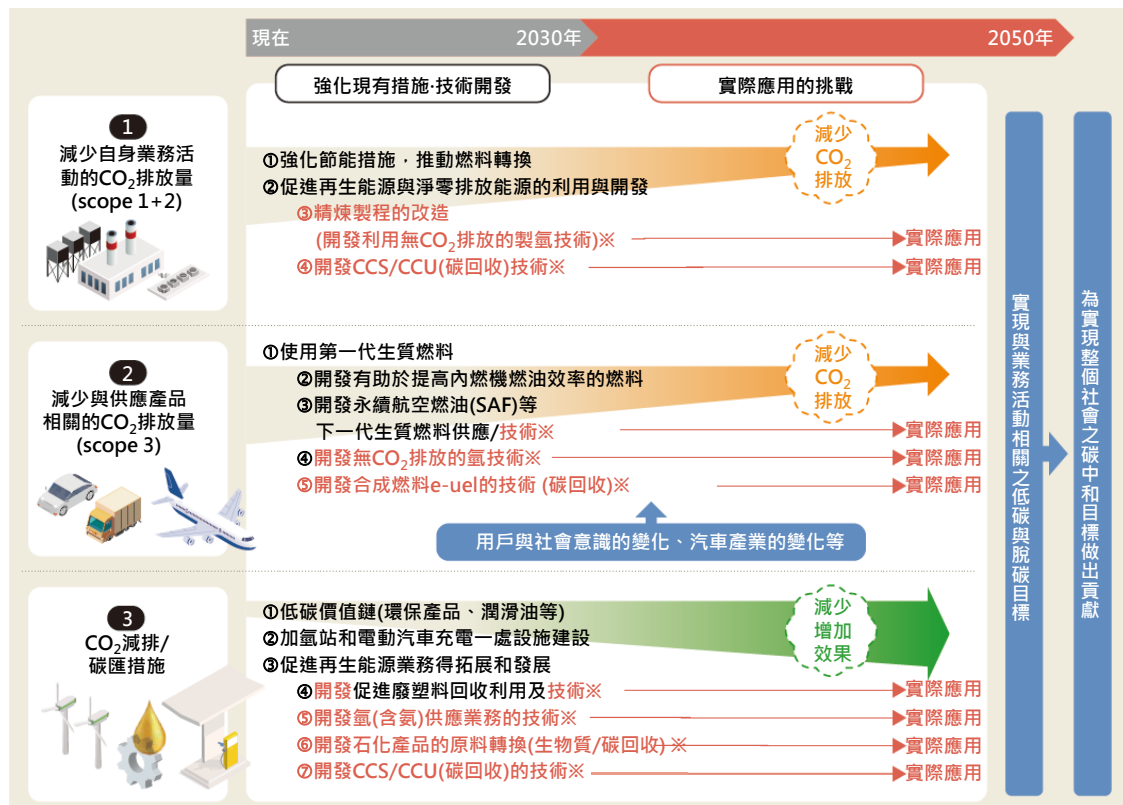 現在
2030年
2050年
強化現有措施·技術開發
實際應用的挑戰
1
減少自身業務活
動的CO₂排放量
(scope 1+2)
①強化節能措施，推動燃料轉換
②促進再生能源與淨零排放能源的利用與開發
③精煉製程的改造
(開發利用無CO₂排放的製氫技術)※
實際應用
④開發CCS/CCU(碳回收)技術※
實際應用
減少
CO₂
排放
2
減少與供應產品
相關的CO₂排放量
(scope 3)
①使用第一代生質燃料
②開發有助於提高內燃機燃油效率的燃料
③開發永續航空燃油(SAF)等
下一代生質燃料供應/技術※
實際應用
④開發無CO₂排放的氫技術※
實際應用
⑤開發合成燃料e-uel的技術 (碳回收)※
實際應用
減少
CO₂
排放
用戶與社會意識的變化、汽車產業的變化等
3
CO₂減排/
碳匯措施
①低碳價值鏈(環保產品、潤滑油等)
②加氫站和電動汽車充電一處設施建設
③促進再生能源業務得拓展和發展
④開發促進廢塑料回收利用及技術※
實際應用
⑤開發氫(含氨)供應業務的技術※
實際應用
⑥開發石化產品的原料轉換(生物質/碳回收) ※
實際應用
⑦開發CCS/CCU(碳回收)的技術※
實際應用
減少
增加
效果
實現與業務活動相關之低碳與脫碳目標
為實現整個社會之碳中和目標做出貢獻